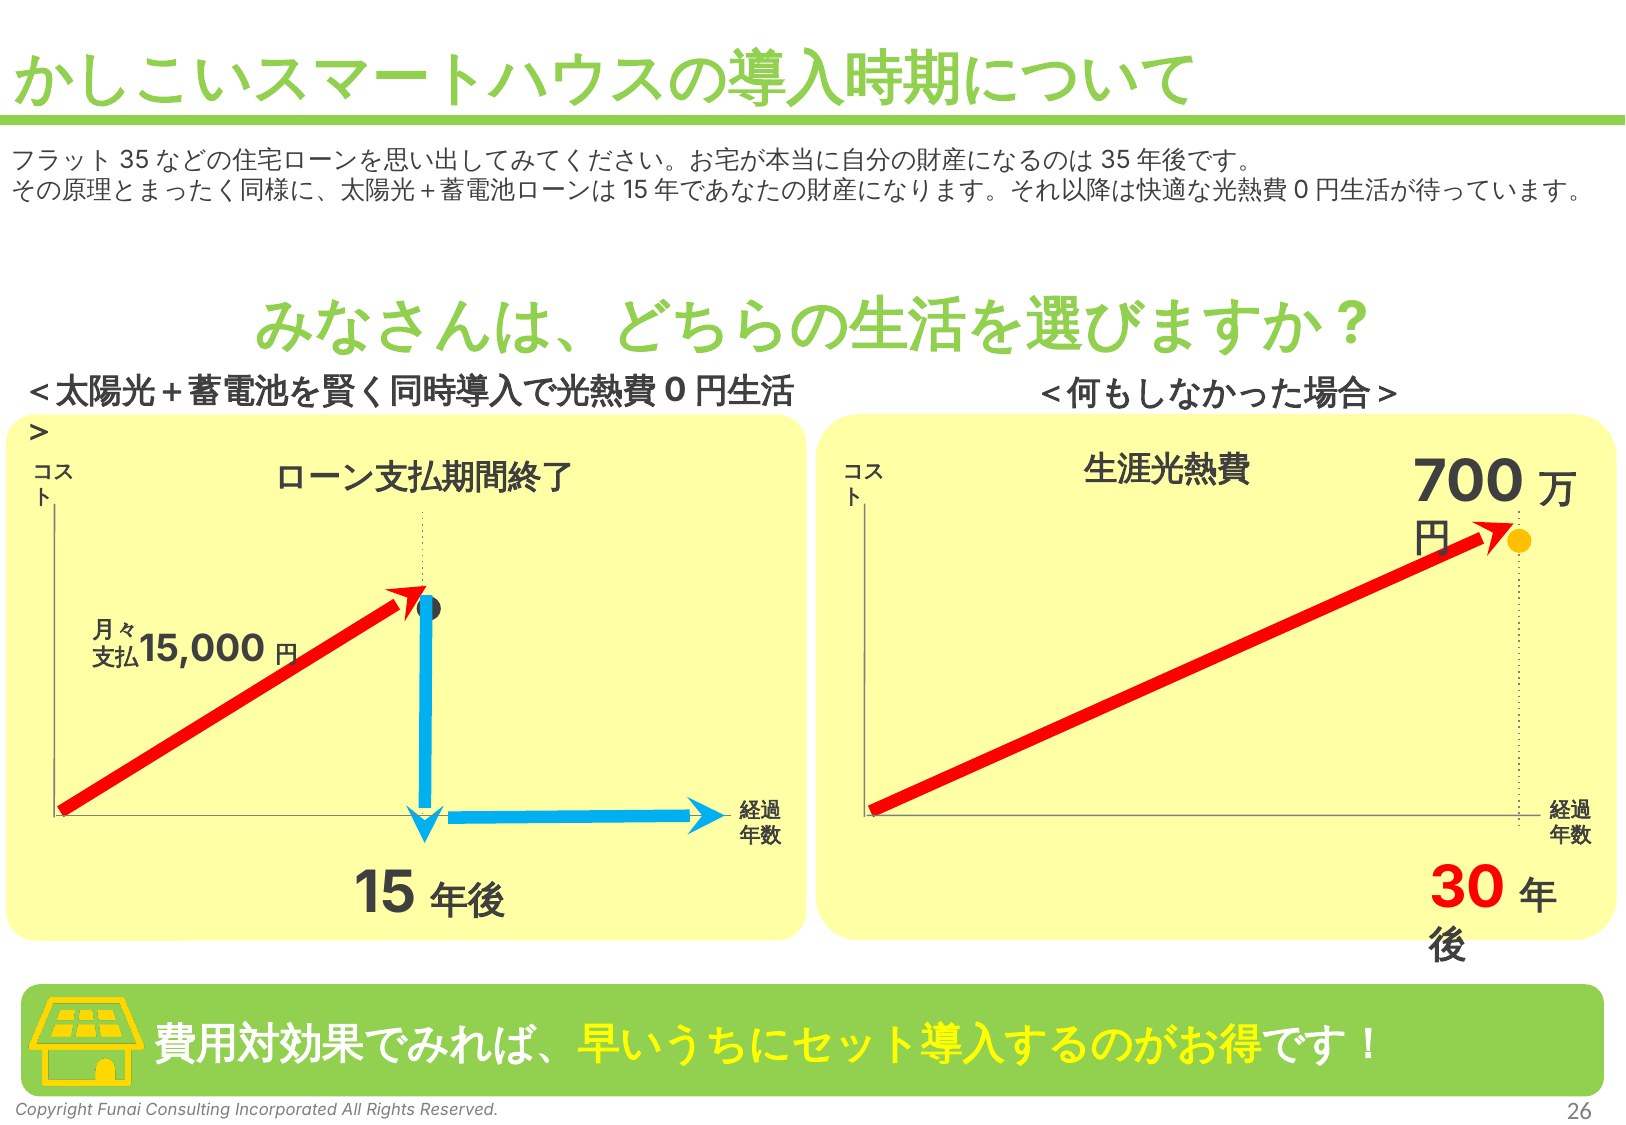 かしこいスマートハウスの導入時期について
フラット 35 などの住宅ローンを思い出してみてください。お宅が本当に自分の財産になるのは 35 年後です。
その原理とまったく同様に、太陽光＋蓄電池ローンは 15 年であなたの財産になります。それ以降は快適な光熱費 0 円生活が待っています。
みなさんは、どちらの生活を選びますか？
＜太陽光＋蓄電池を賢く同時導入で光熱費 0 円生活
＞
コス
ト
ローン支払期間終了
月々
支払15,000 円
経過
年数
15 年後
＜何もしなかった場合＞
コス
ト
生涯光熱費
700 万
円
経過
年数
30 年
後
費用対効果でみれば、早いうちにセット導入するのがお得です！
Copyright Funai Consulting Incorporated All Rights Reserved.
26